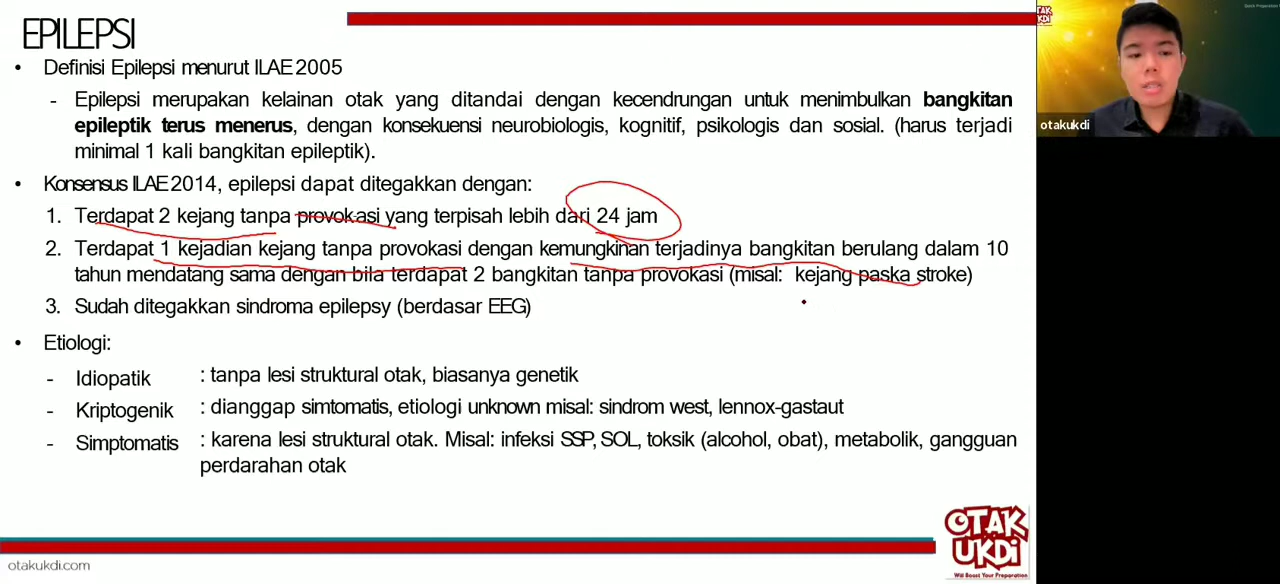 EPILEPSI
• Definisi Epilepsi menurut ILAE 2005
- Epilepsi merupakan kelainan otak yang ditandai dengan kecendrungan untuk menimbulkan bangkitan
epileptik terus menerus, dengan konsekuensi neurobiologis, kognitif, psikologis dan sosial. (harus terjadi
minimal 1 kali bangkitan epileptik).
• Konsensus ILAE 2014, epilepsi dapat ditegakkan dengan:
1. Terdapat 2 kejang tanpa provokasi yang terpisah lebih dari 24 jam
2. Terdapat 1 kejadian kejang tanpa provokasi dengan kemungkinan terjadinya bangkitan berulang dalam 10
tahun mendatang sama dengan bila terdapat 2 bangkitan tanpa provokasi (misal: kejang paska stroke)
3. Sudah ditegakkan sindroma epilepsy (berdasar EEG)
• Etiologi:
- Idiopatik : tanpa lesi struktural otak, biasanya genetik
- Kriptogenik : dianggap simtomatis, etiologi unknown misal: sindrom west, lennox-gastaut
- Simptomatis : karena lesi struktural otak. Misal: infeksi SSP, SOL, toksik (alcohol, obat), metabolik, gangguan
perdarahan otak
OTAK
UKDI
Will Boost Your Preparation
otakukdi.com
OTAK
UKDI
otakukdi